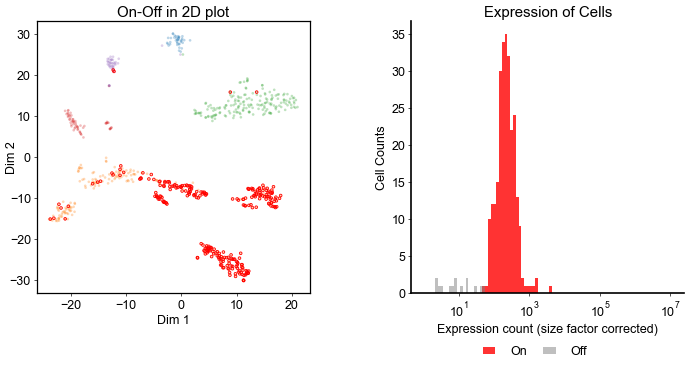 On-Off in 2D plot
30
20
10
0
−10
−20
−30
Dim 2
−20 −10 0 10 20
Dim 1
Expression of Cells
35
30
25
20
15
10
5
0
Cell Counts
10^1 10^3 10^5 10^7
Expression count (size factor corrected)
On Off